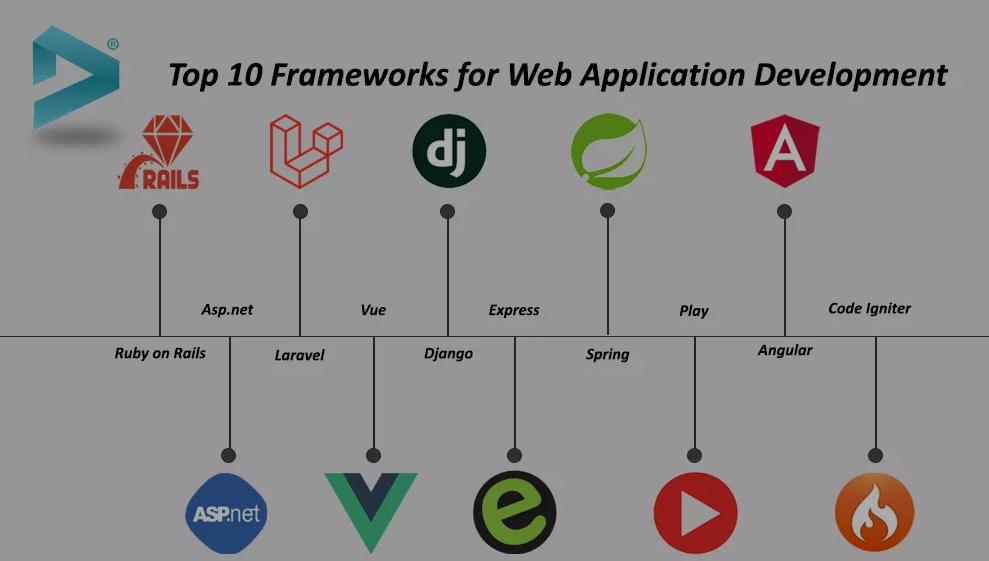 ®
Top 10 Frameworks for Web Application Development
RAILS
dj
A
Asp.net
Vue
Express
Play
Code Igniter
Ruby on Rails
Laravel
Django
Spring
Angular
ASP.net
e